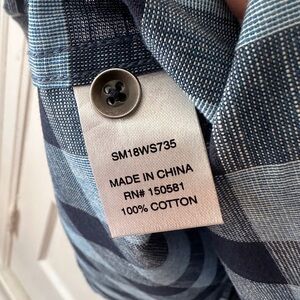 SM18WS735
MADE IN CHINA
RN# 150581
100% COTTON